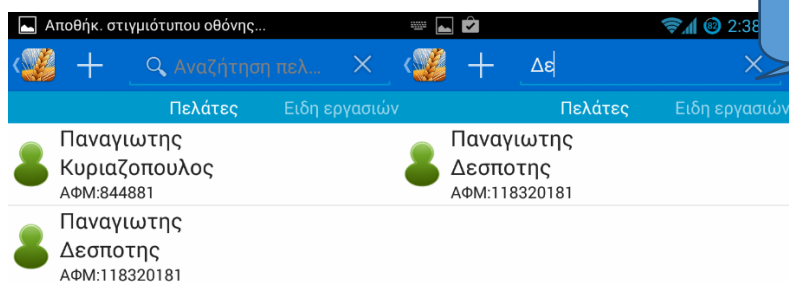 Αποθήκ. στιγμιότυπου οθόνης...
82 2:38
Αναζήτηση πελ...
Πελάτες Ειδη εργασιών
Παναγιωτης
Κυριαζοπουλος
ΑΦΜ:844881
Παναγιωτης
Δεσποτης
ΑΦΜ:118320181
Δε
Πελάτες Ειδη εργασιών
Παναγιωτης
Δεσποτης
ΑΦΜ:118320181